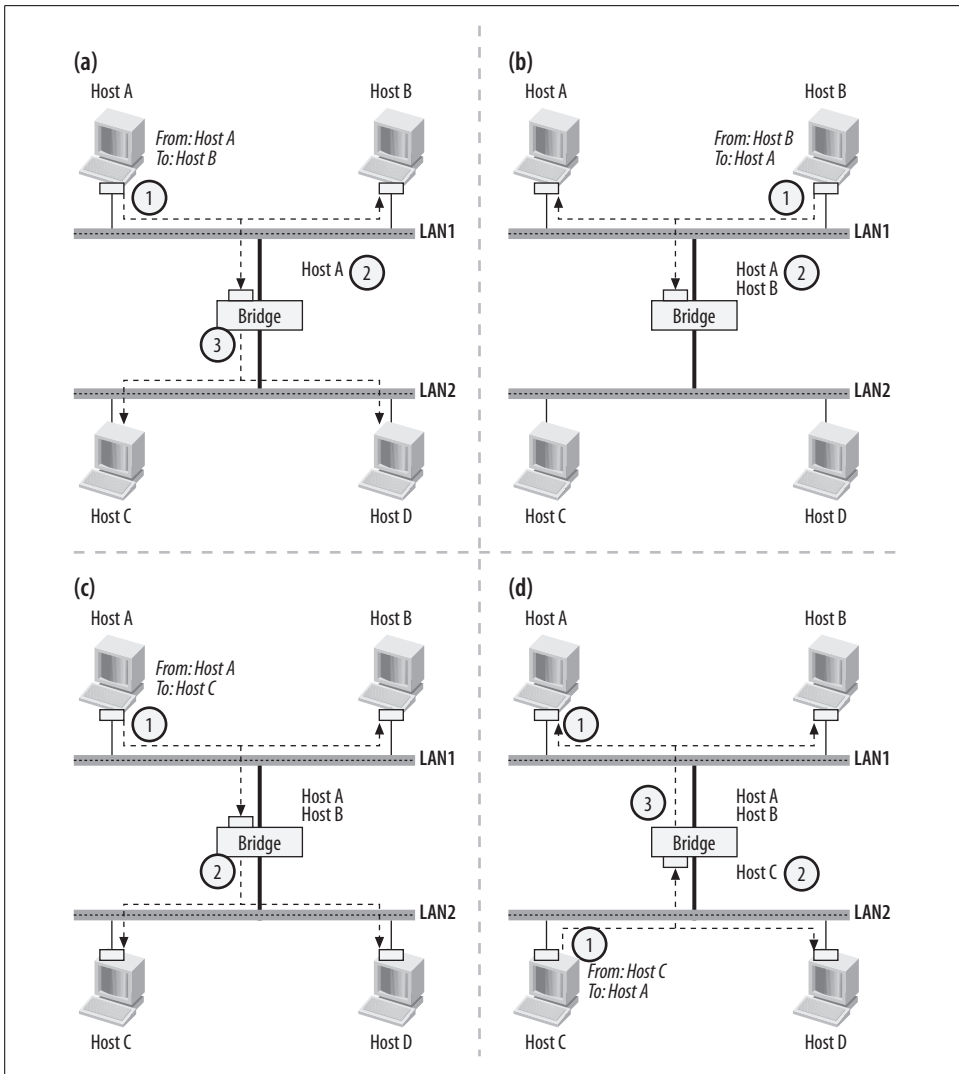 (a)
Host A
Host B
From: Host A
To: Host B
1
LAN1
Host A
2
Bridge
3
LAN2
Host C
Host D
(b)
Host A
Host B
From: Host B
To: Host A
1
LAN1
Host A
Host B
2
Bridge
LAN2
Host C
Host D
(c)
Host A
Host B
From: Host A
To: Host C
1
LAN1
Host A
Host B
Bridge
2
LAN2
Host C
Host D
(d)
Host A
Host B
1
LAN1
3
Host A
Host B
Bridge
Host C
2
LAN2
1
From: Host C
To: Host A
Host C
Host D